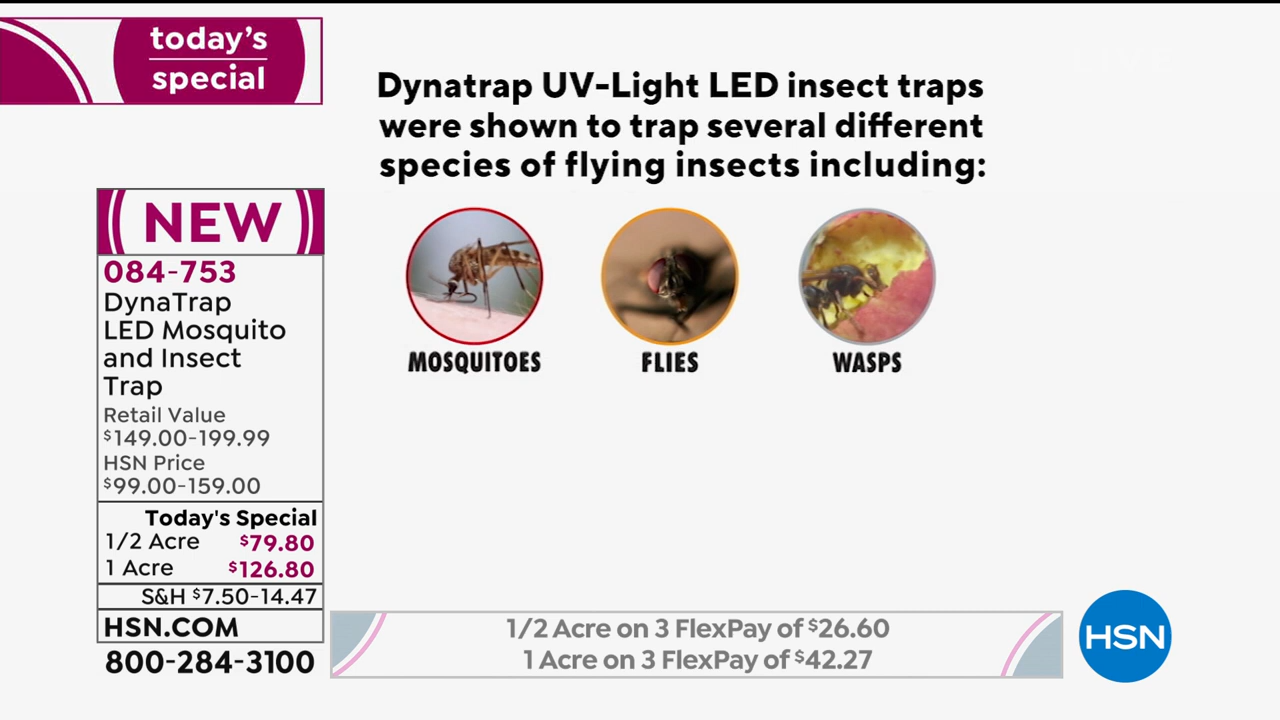 today's
special
LIVE
Dynatrap UV-Light LED insect traps
were shown to trap several different
species of flying insects including:
MOSQUITOES
FLIES
WASPS
NEW
084-753
DynaTrap
LED Mosquito
and Insect
Trap
Retail Value
$149.00-199.99
HSN Price
$99.00-159.00
Today's Special
1/2 Acre $79.80
1 Acre $126.80
S&H $7.50-14.47
HSN.COM
800-284-3100
1/2 Acre on 3 FlexPay of $26.60
1 Acre on 3 FlexPay of $42.27
HSN